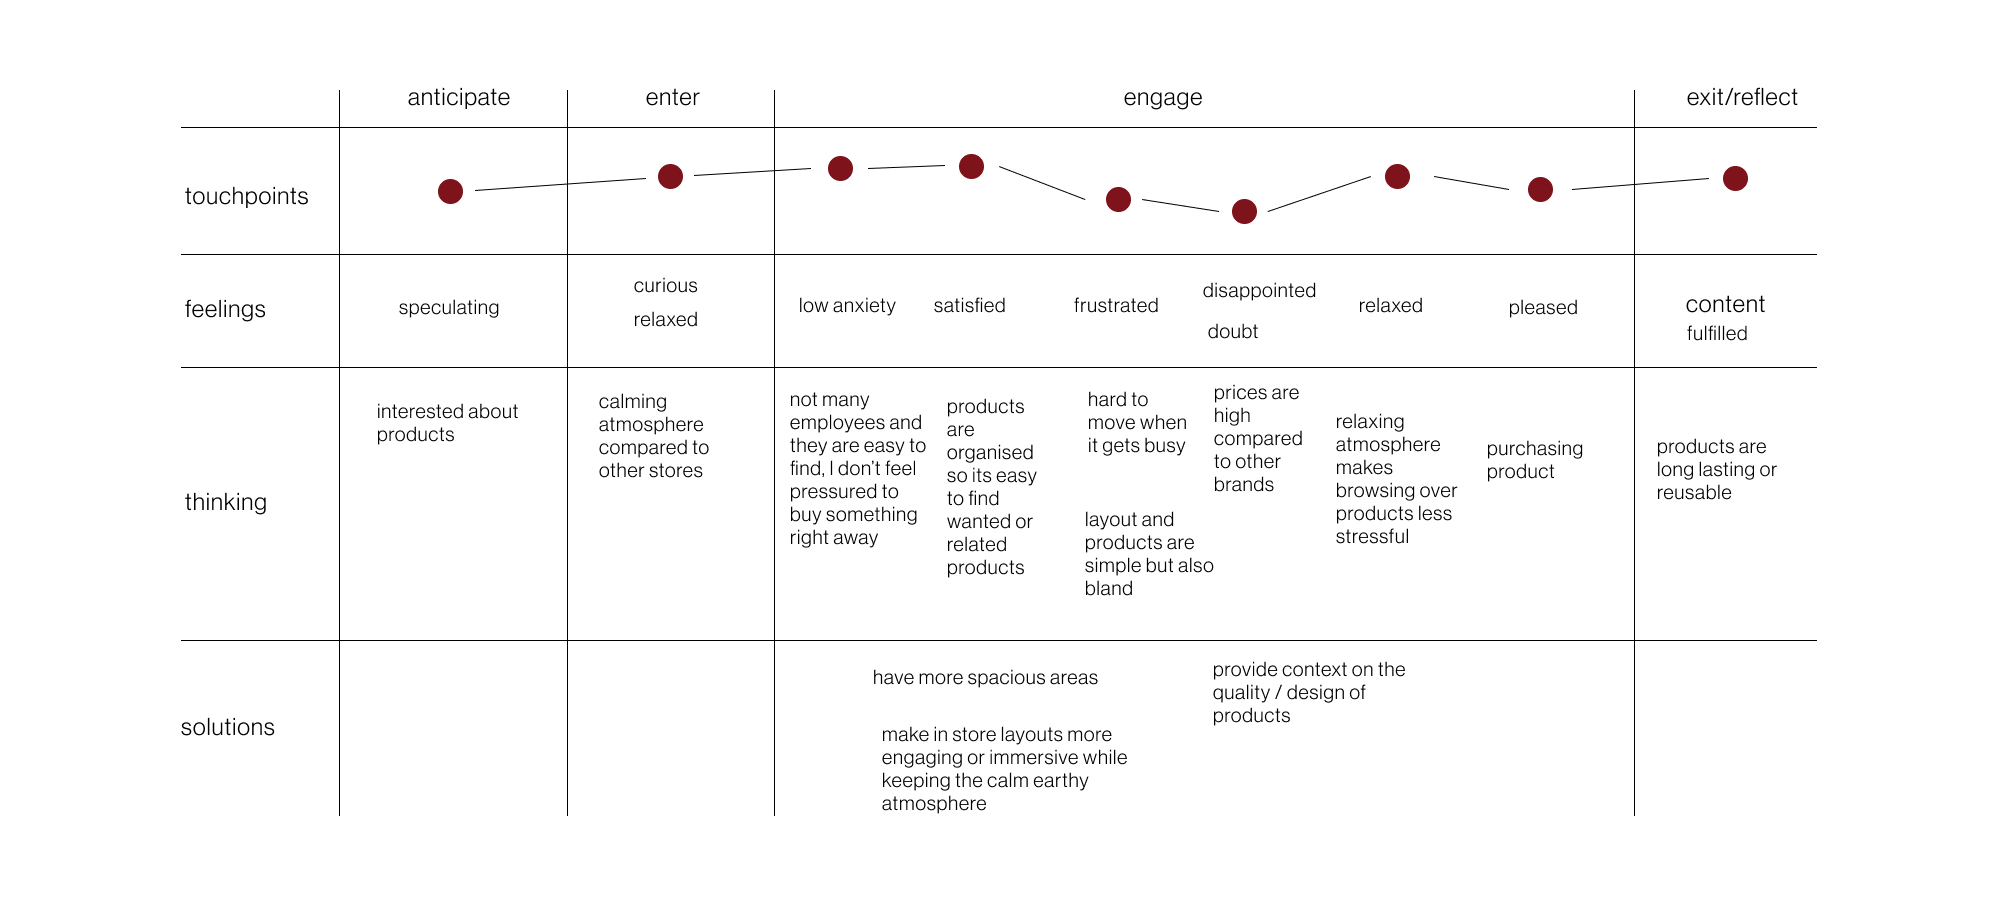 anticipate
enter
engage
exit/reflect
touchpoints
feelings
speculating
curious
relaxed
low anxiety
satisfied
frustrated
disappointed
doubt
relaxed
pleased
content
fulfilled
thinking
interested about
products
calming
atmosphere
compared to
other stores
not many
employees and
they are easy to
find, I don't feel
pressured to
buy something
right away
products
are
organised
so its easy
to find
wanted or
related
products
hard to
move when
it gets busy
layout and
products are
simple but also
bland
prices are
high
compared
to other
brands
relaxing
atmosphere
makes
browsing over
products less
stressful
purchasing
product
products are
long lasting or
reusable
solutions
have more spacious areas
make in store layouts more
engaging or immersive while
keeping the calm earthy
atmosphere
provide context on the
quality / design of
products